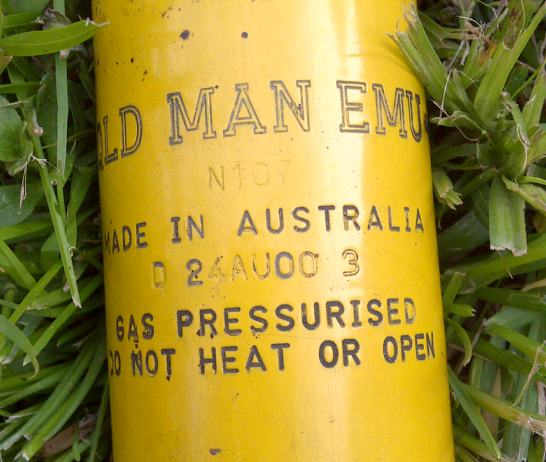 OLD MAN EMU
N107
MADE IN AUSTRALIA
D 24AU00 3
GAS PRESSURISED
DO NOT HEAT OR OPEN